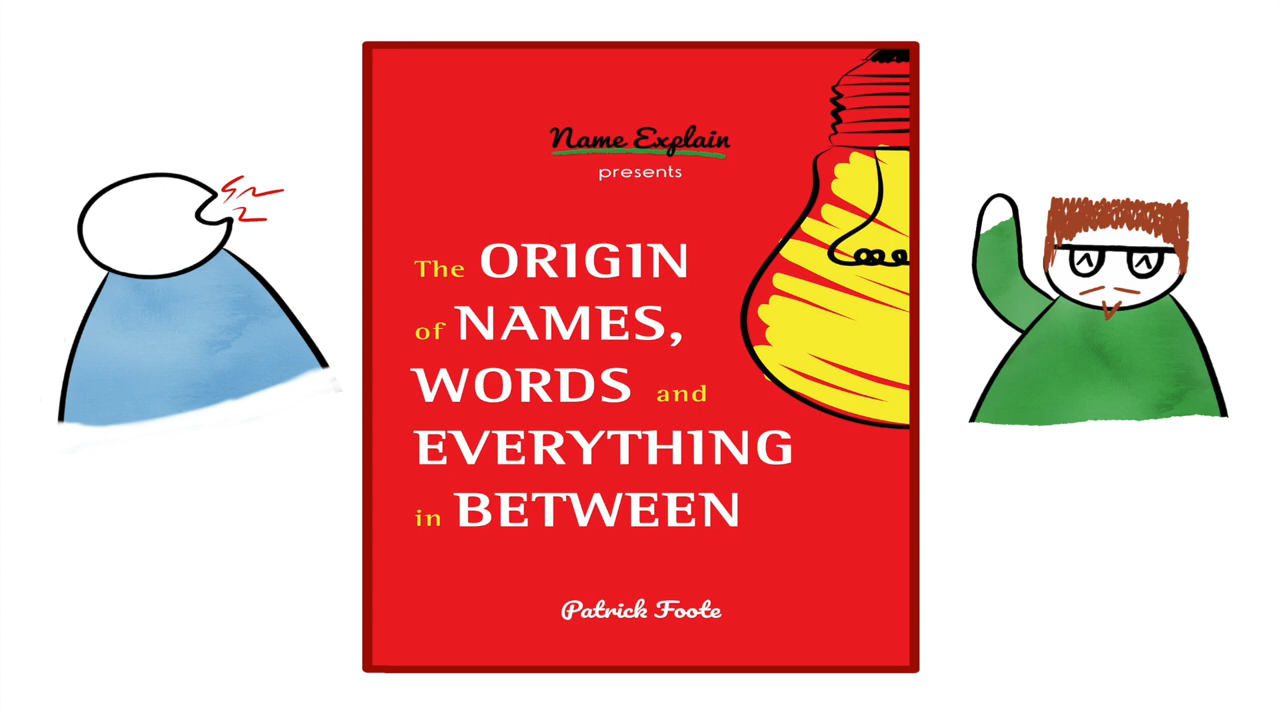 Name Explain
presents
The ORIGIN
of NAMES,
WORDS and
EVERYTHING
in BETWEEN
Patrick Foote